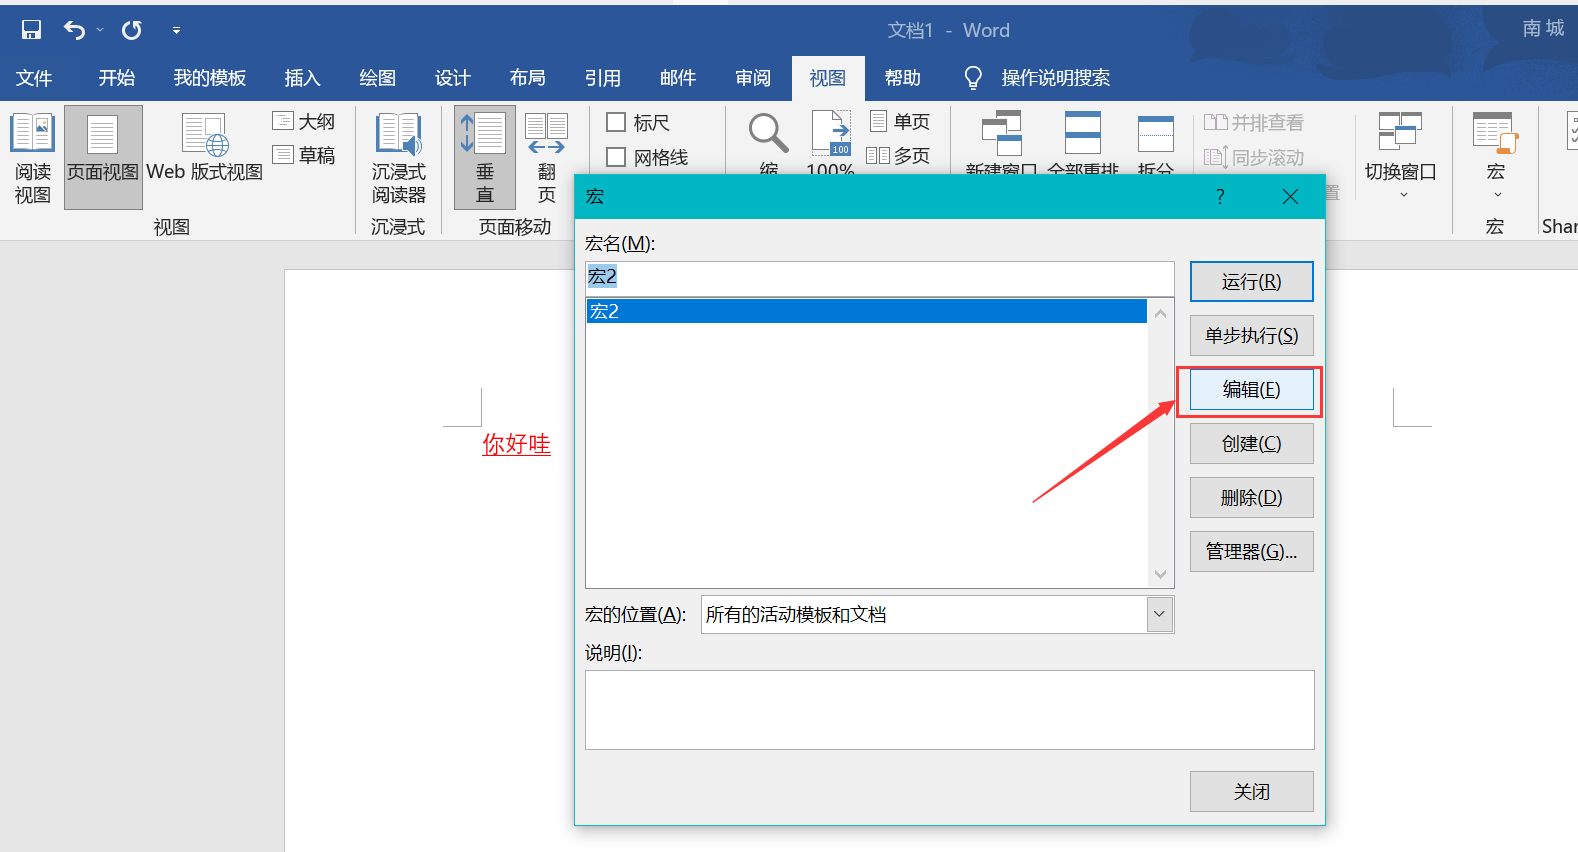 文档1 - Word
南 城
文件 开始 我的模板 插入 绘图 设计 布局 引用 邮件 审阅 视图 帮助 操作说明搜索
阅读
视图
页面视图
Web 版式视图
大纲
草稿
视图
沉浸式
阅读器
沉浸式
垂
直
翻
页
页面移动
标尺
网格线
缩
100
100%
单页
多页
新建窗口
全部重排
拆分
并排查看
同步滚动
置
切换窗口
宏
宏
Shar
你好哇
宏
?
宏名(M):
宏2
宏2
运行(R)
单步执行(S)
编辑(E)
创建(C)
删除(D)
管理器(G)...
宏的位置(A):
所有的活动模板和文档
说明(I):
关闭